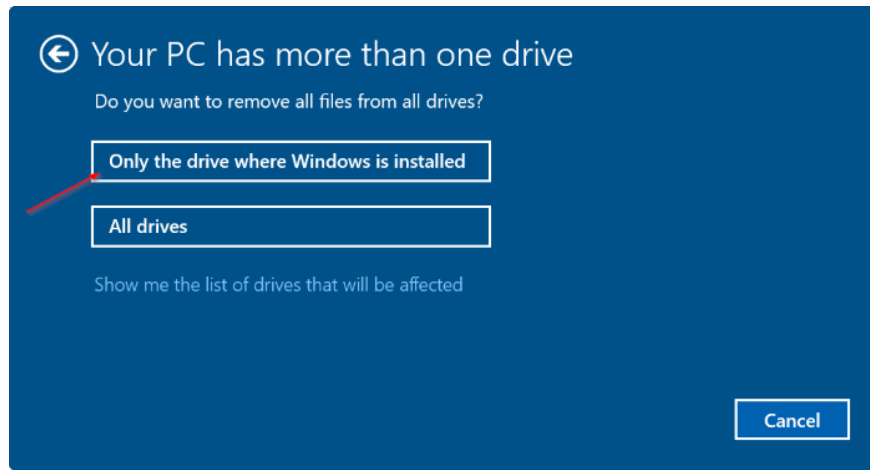 Your PC has more than one drive
Do you want to remove all files from all drives?
Only the drive where Windows is installed
All drives
Show me the list of drives that will be affected
Cancel